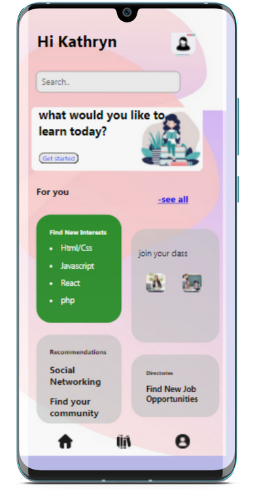 Hi Kathryn
Search..
what would you like to
learn today?
Get started
For you
-see all
Find New Interests
Html/Css
Javascript
React
php
join your class
Recommendations
Social
Networking
Find your
community
Directories
Find New Job
Opportunities